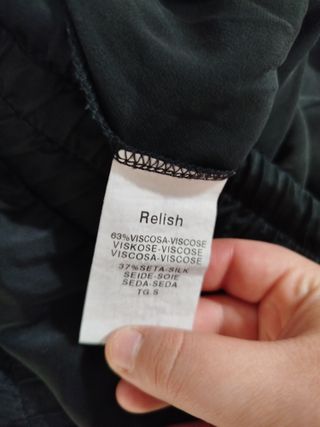 Relish
63%VISCOSA-VISCOSE
VISKOSE-VISCOSE
VISCOSA-VISCOSE
37%SETA-SILK
SEIDE-SOIE
SEDA-SEDA
TG.S